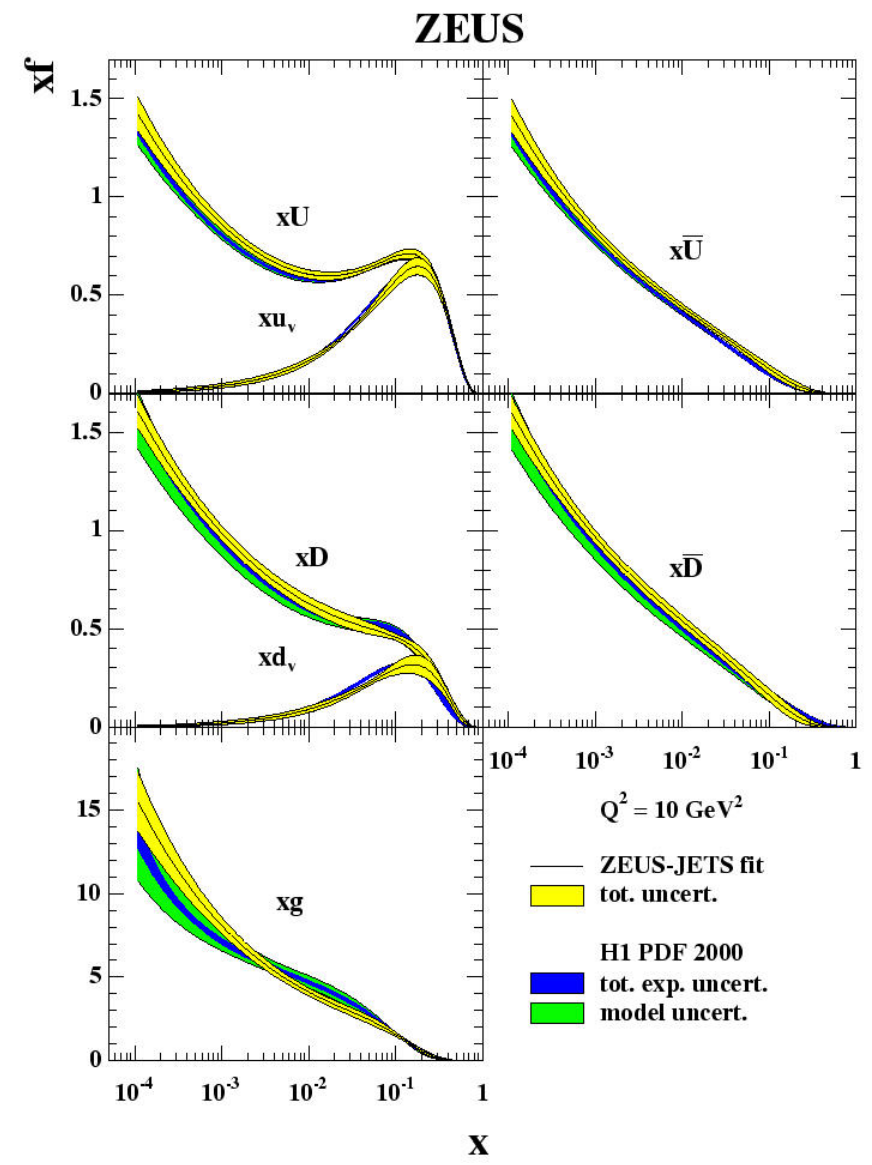 ZEUS
xf
1.5
1
0.5
0
xU
xu_v
xU̅
1.5
1
0.5
0
xD
xd_v
xD̅
10^-4 10^-3 10^-2 10^-1 1
15
10
5
0
xg
10^-4 10^-3 10^-2 10^-1 1
x
Q^2 = 10 GeV^2
ZEUS-JETS fit
tot. uncert.
H1 PDF 2000
tot. exp. uncert.
model uncert.